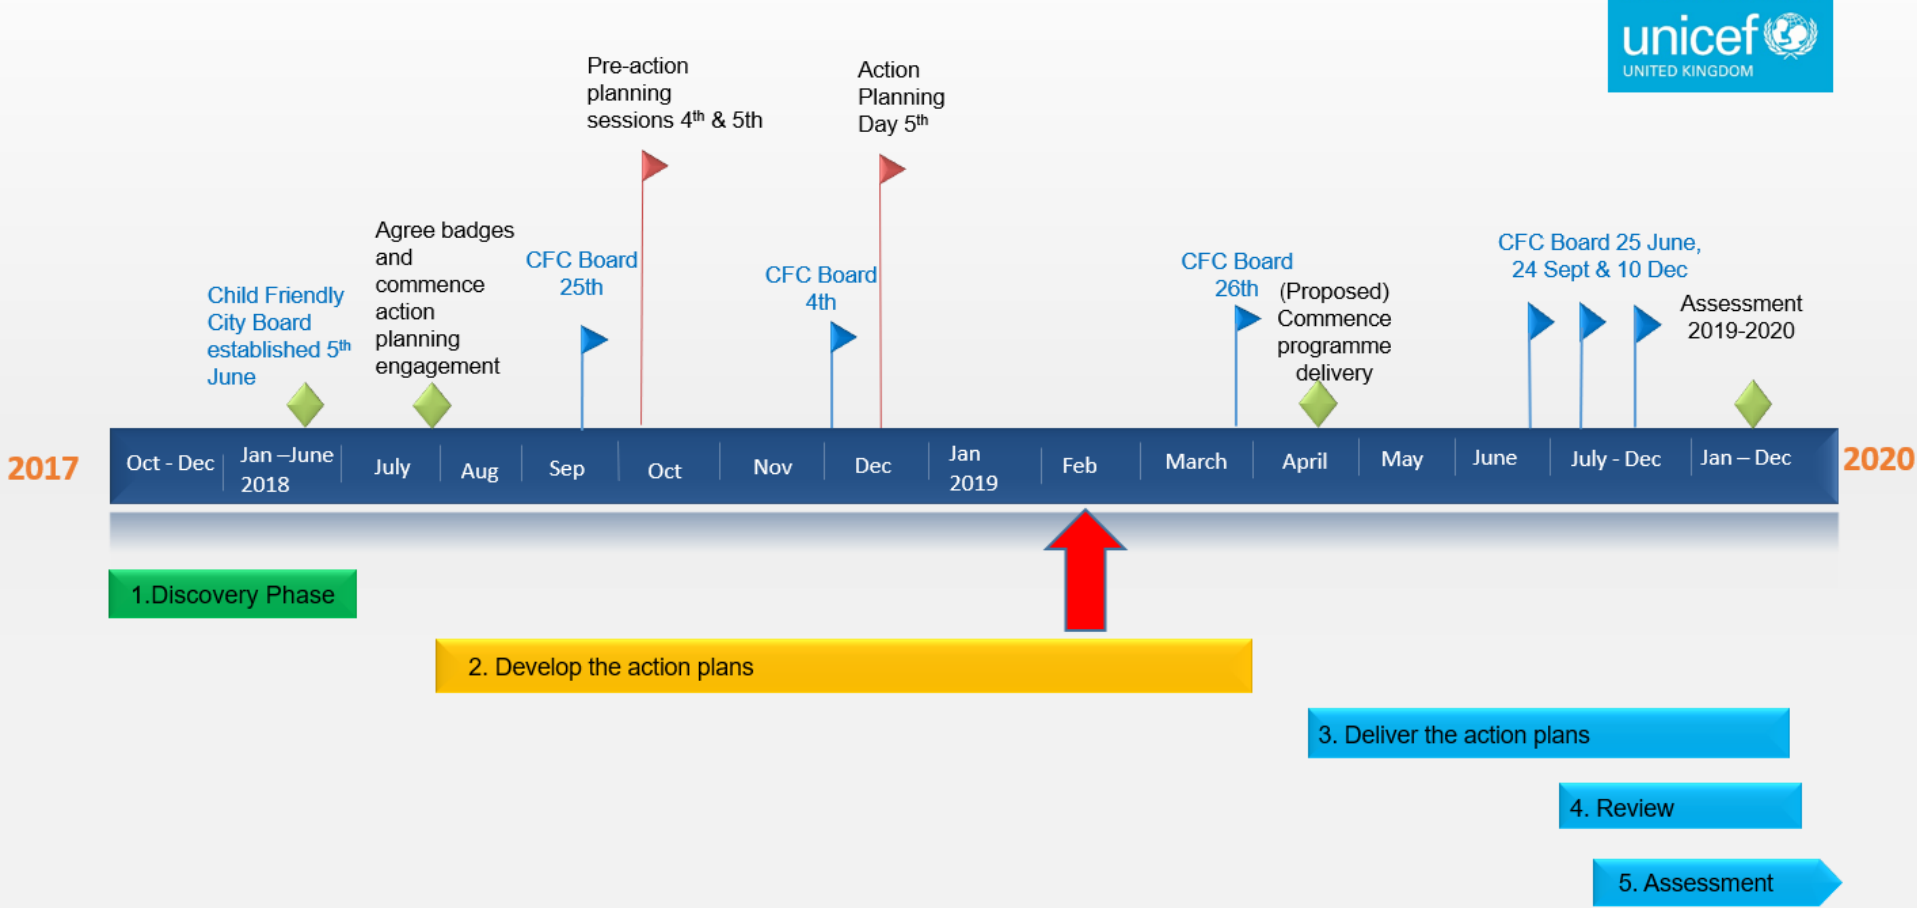 unicef
UNITED KINGDOM
Pre-action
planning
sessions 4th & 5th
Action
Planning
Day 5th
Agree badges
and
commence
action
planning
engagement
Child Friendly
City Board
established 5th
June
CFC Board
25th
CFC Board
4th
CFC Board
26th
(Proposed)
Commence
programme
delivery
CFC Board 25 June,
24 Sept & 10 Dec
Assessment
2019-2020
2017
Oct - Dec
Jan –June
2018
July
Aug
Sep
Oct
Nov
Dec
Jan
2019
Feb
March
April
May
June
July - Dec
Jan – Dec
2020
1.Discovery Phase
2. Develop the action plans
3. Deliver the action plans
4. Review
5. Assessment